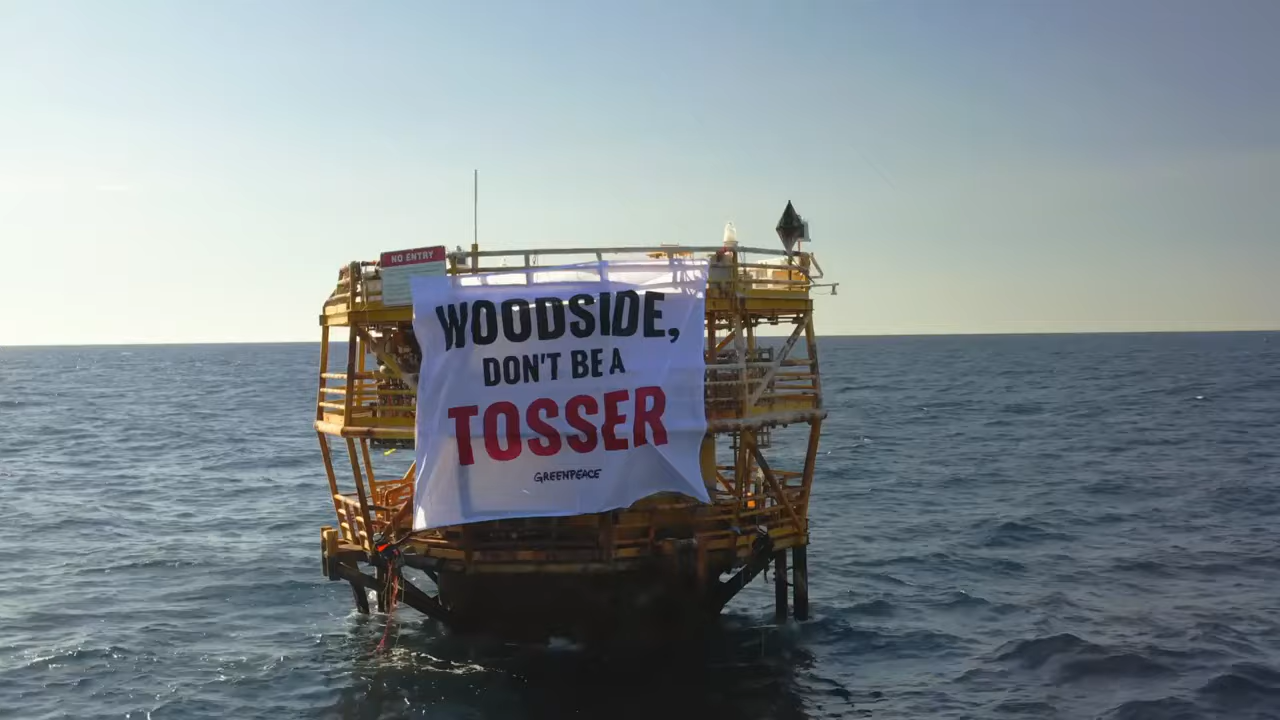 NO ENTRY
WOODSIDE,
DON'T BE A
TOSSER
GREENPEACE